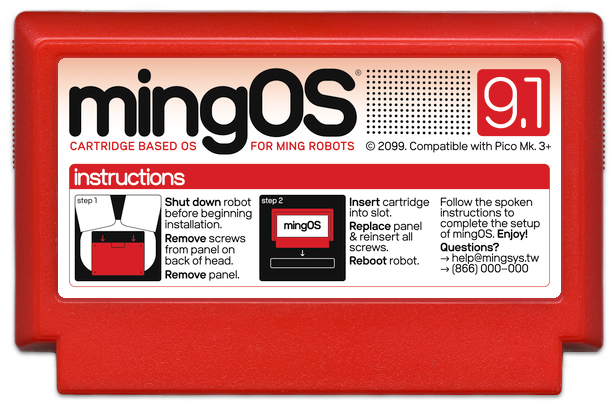 mingOS®
9.1
CARTRIDGE BASED OS FOR MING ROBOTS
© 2099. Compatible with Pico Mk. 3+
instructions
step 1
Shut down robot
before beginning
installation.
Remove screws
from panel on
back of head.
Remove panel.
step 2
mingOS
Insert cartridge
into slot.
Replace panel
& reinsert all
screws.
Reboot robot.
Follow the spoken
instructions to
complete the setup
of mingOS. Enjoy!
Questions?
→ help@mingsys.tw
→ (866) 000-000